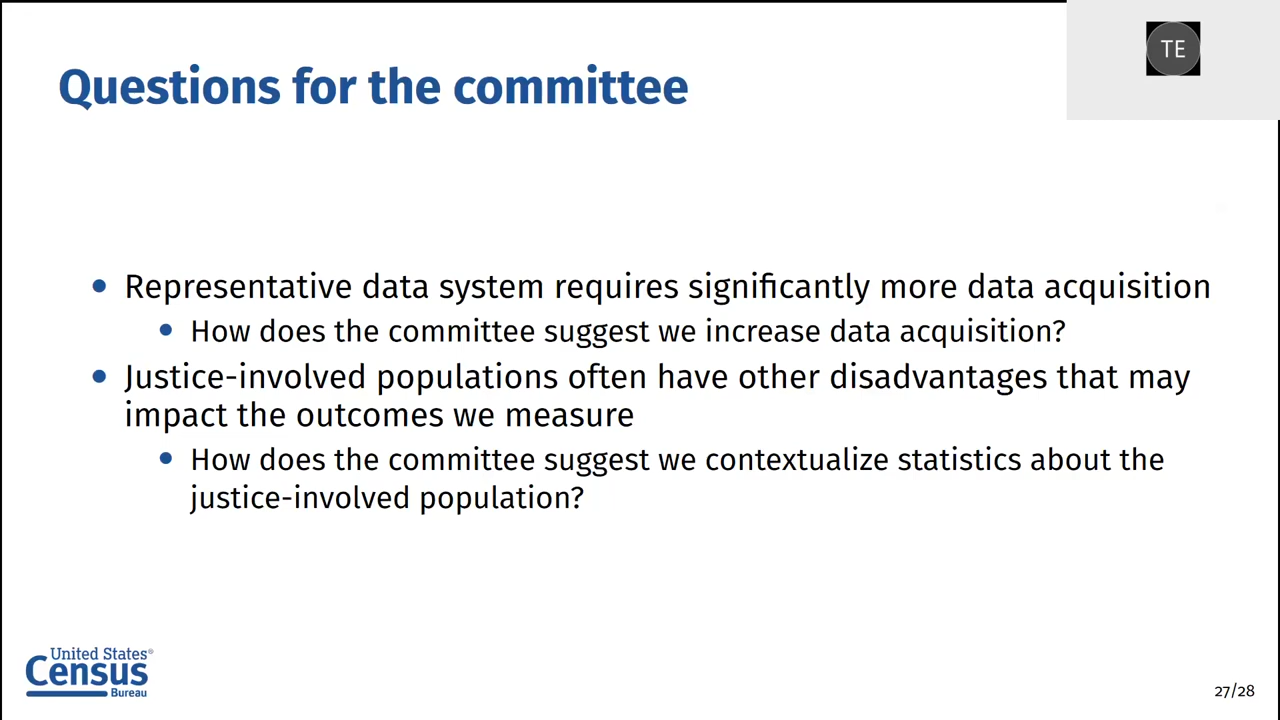 TE
Questions for the committee
• Representative data system requires significantly more data acquisition
• How does the committee suggest we increase data acquisition?
• Justice-involved populations often have other disadvantages that may
impact the outcomes we measure
• How does the committee suggest we contextualize statistics about the
justice-involved population?
United States®
Census
Bureau
27/28